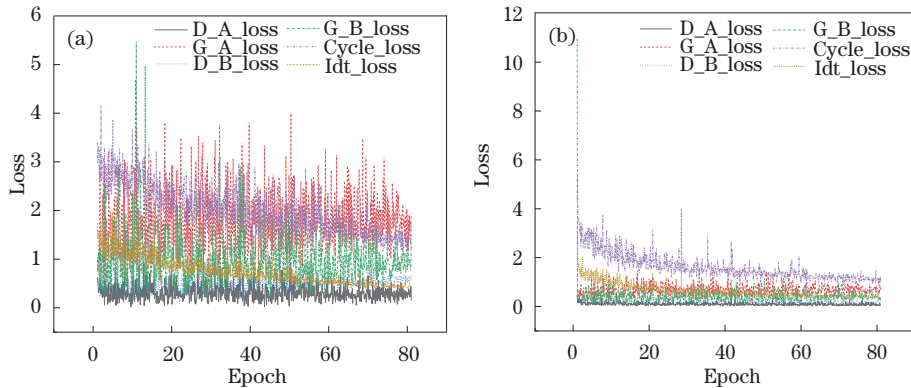 (a)
D_A_loss
G_A_loss
D_B_loss
G_B_loss
Cycle_loss
Idt_loss
6
5
4
3
2
1
0
Loss
0
20
40
60
80
Epoch
(b)
D_A_loss
G_A_loss
D_B_loss
G_B_loss
Cycle_loss
Idt_loss
12
10
8
6
4
2
0
Loss
0
20
40
60
80
Epoch